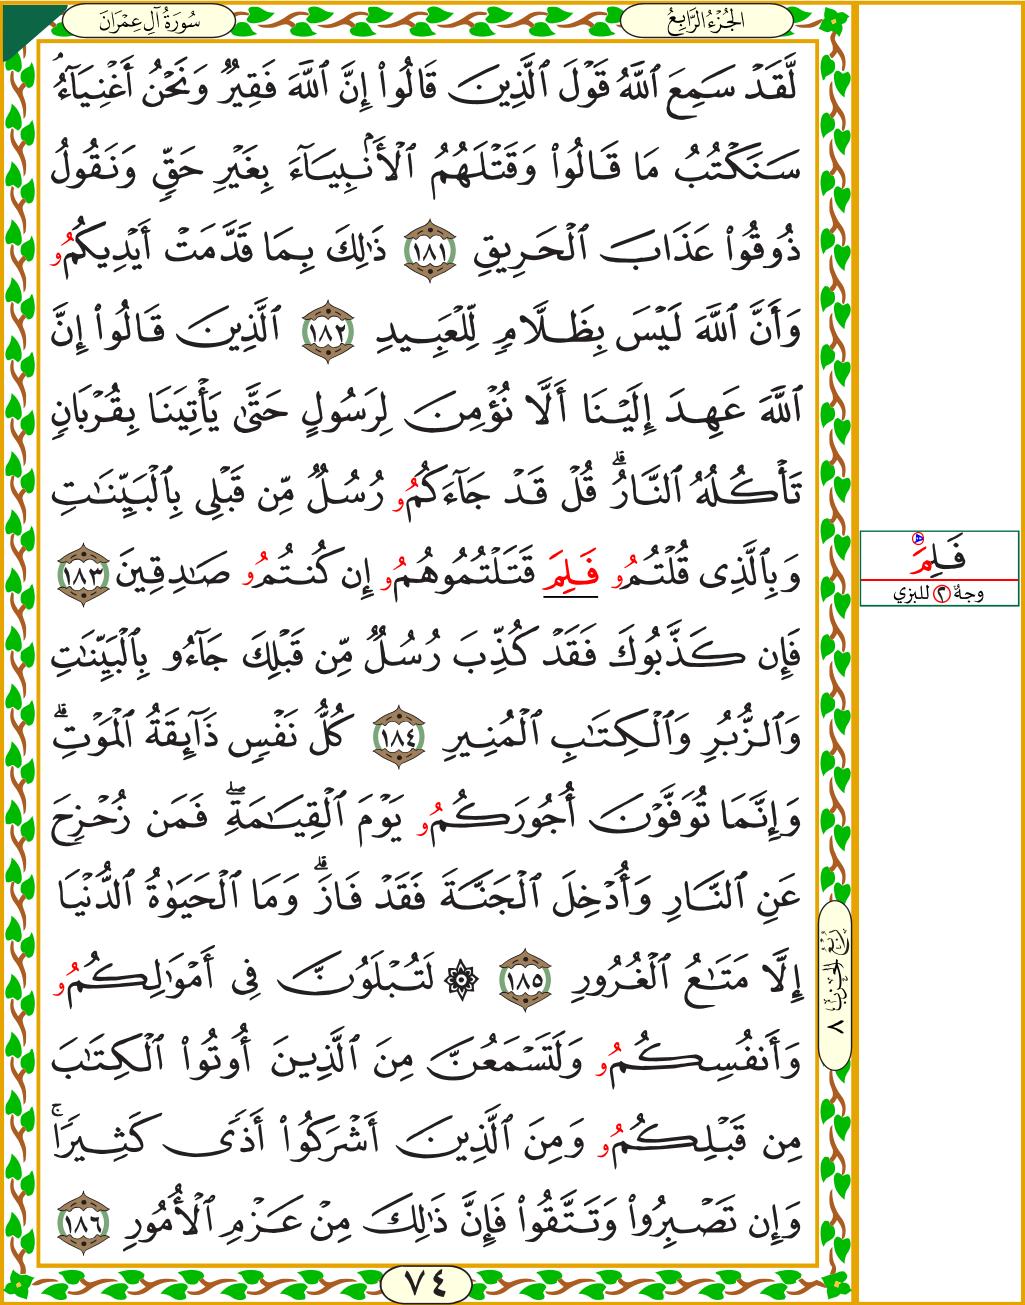 سُورَةُ آلِ عِمْرَانَ
الجُزْءُ الرَّابِعُ
لَّقَدْ سَمِعَ ٱللَّهُ قَوْلَ ٱلَّذِينَ قَالُوٓاْ إِنَّ ٱللَّهَ فَقِيرٌ وَنَحْنُ أَغْنِيَآءُ
سَنَكْتُبُ مَا قَالُواْ وَقَتْلَهُمُ ٱلْأَنۢبِيَآءَ بِغَيْرِ حَقٍّ وَنَقُولُ
ذُوقُواْ عَذَابَ ٱلْحَرِيقِ ١٨١ ذَٰلِكَ بِمَا قَدَّمَتْ أَيْدِيكُمُو
وَأَنَّ ٱللَّهَ لَيْسَ بِظَلَّامٍ لِّلْعَبِيدِ ١٨٢ ٱلَّذِينَ قَالُوٓاْ إِنَّ
ٱللَّهَ عَهِدَ إِلَيْنَا أَلَّا نُؤْمِنَ لِرَسُولٍ حَتَّىٰ يَأْتِيَنَا بِقُرْبَانٍ
تَأْكُلُهُ ٱلنَّارُۗ قُلْ قَدْ جَآءَكُمُو رُسُلٌ مِّن قَبْلِى بِٱلْبَيِّنَٰتِ
وَبِٱلَّذِى قُلْتُمُو فَلِمَ قَتَلْتُمُوهُمُو إِن كُنتُمُو صَٰدِقِينَ ١٨٣
فَإِن كَذَّبُوكَ فَقَدْ كُذِّبَ رُسُلٌ مِّن قَبْلِكَ جَآءُو بِٱلْبَيِّنَٰتِ
وَٱلزُّبُرِ وَٱلْكِتَٰبِ ٱلْمُنِيرِ ١٨٤ كُلُّ نَفْسٍ ذَآئِقَةُ ٱلْمَوْتِۗ
وَإِنَّمَا تُوَفَّوْنَ أُجُورَكُمُو يَوْمَ ٱلْقِيَٰمَةِۖ فَمَن زُحْزِحَ
عَنِ ٱلنَّارِ وَأُدْخِلَ ٱلْجَنَّةَ فَقَدْ فَازَۗ وَمَا ٱلْحَيَوٰةُ ٱلدُّنْيَا
إِلَّا مَتَٰعُ ٱلْغُرُورِ ١٨٥ ۞ لَتُبْلَوُنَّ فِى أَمْوَٰلِكُمُو
وَأَنفُسِكُمُو وَلَتَسْمَعُنَّ مِنَ ٱلَّذِينَ أُوتُواْ ٱلْكِتَٰبَ
مِن قَبْلِكُمُو وَمِنَ ٱلَّذِينَ أَشْرَكُواْ أَذًى كَثِيرًاۚ
وَإِن تَصْبِرُواْ وَتَتَّقُواْ فَإِنَّ ذَٰلِكَ مِنْ عَزْمِ ٱلْأُمُورِ ١٨٦
فَلِمَهْ
وجهٌ ٢ للبزي
رُبْعُ الحِزْبِ ٨
٧٤